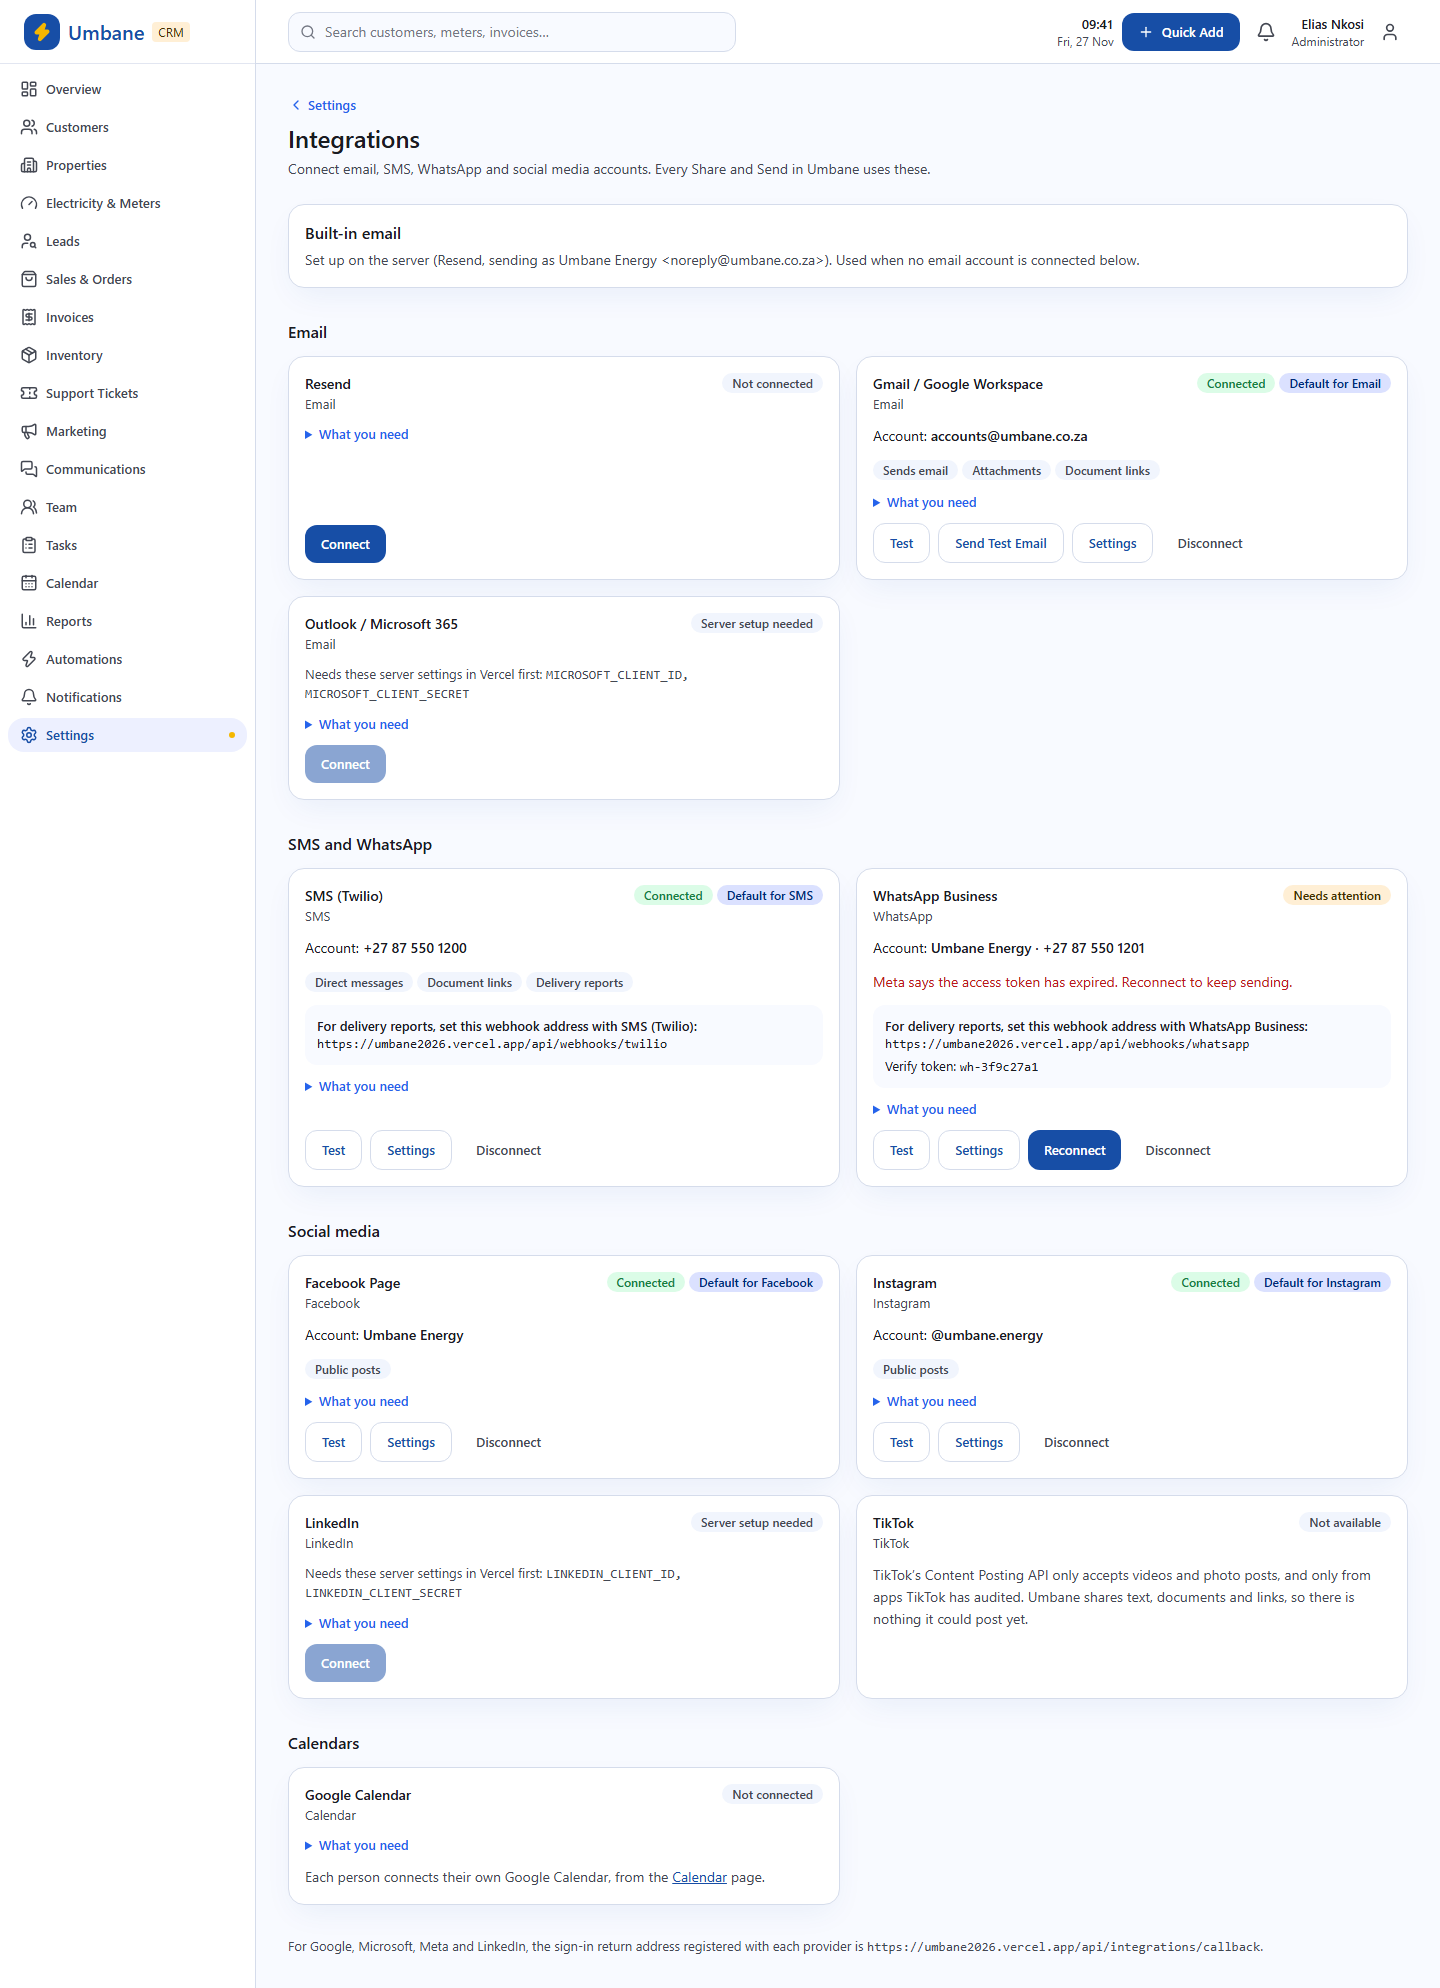 Umbane CRM
Search customers, meters, invoices...
09:41
Fri, 27 Nov
Quick Add
Elias Nkosi
Administrator
Overview
Customers
Properties
Electricity & Meters
Leads
Sales & Orders
Invoices
Inventory
Support Tickets
Marketing
Communications
Team
Tasks
Calendar
Reports
Automations
Notifications
Settings
Settings
Integrations
Connect email, SMS, WhatsApp and social media accounts. Every Share and Send in Umbane uses these.
Built-in email
Set up on the server (Resend, sending as Umbane Energy <noreply@umbane.co.za>). Used when no email account is connected below.
Email
Resend
Not connected
Email
What you need
Connect
Gmail / Google Workspace
Connected
Default for Email
Email
Account: accounts@umbane.co.za
Sends email
Attachments
Document links
What you need
Test
Send Test Email
Settings
Disconnect
Outlook / Microsoft 365
Server setup needed
Email
Needs these server settings in Vercel first: MICROSOFT_CLIENT_ID,
MICROSOFT_CLIENT_SECRET
What you need
Connect
SMS and WhatsApp
SMS (Twilio)
Connected
Default for SMS
SMS
Account: +27 87 550 1200
Direct messages
Document links
Delivery reports
For delivery reports, set this webhook address with SMS (Twilio):
https://umbane2026.vercel.app/api/webhooks/twilio
What you need
Test
Settings
Disconnect
WhatsApp Business
Needs attention
WhatsApp
Account: Umbane Energy · +27 87 550 1201
Meta says the access token has expired. Reconnect to keep sending.
For delivery reports, set this webhook address with WhatsApp Business:
https://umbane2026.vercel.app/api/webhooks/whatsapp
Verify token: wh-3f9c27a1
What you need
Test
Settings
Reconnect
Disconnect
Social media
Facebook Page
Connected
Default for Facebook
Facebook
Account: Umbane Energy
Public posts
What you need
Test
Settings
Disconnect
Instagram
Connected
Default for Instagram
Instagram
Account: @umbane.energy
Public posts
What you need
Test
Settings
Disconnect
LinkedIn
Server setup needed
LinkedIn
Needs these server settings in Vercel first: LINKEDIN_CLIENT_ID,
LINKEDIN_CLIENT_SECRET
What you need
Connect
TikTok
Not available
TikTok
TikTok’s Content Posting API only accepts videos and photo posts, and only from
apps TikTok has audited. Umbane shares text, documents and links, so there is
nothing it could post yet.
Calendars
Google Calendar
Not connected
Calendar
What you need
Each person connects their own Google Calendar, from the Calendar page.
For Google, Microsoft, Meta and LinkedIn, the sign-in return address registered with each provider is https://umbane2026.vercel.app/api/integrations/callback.